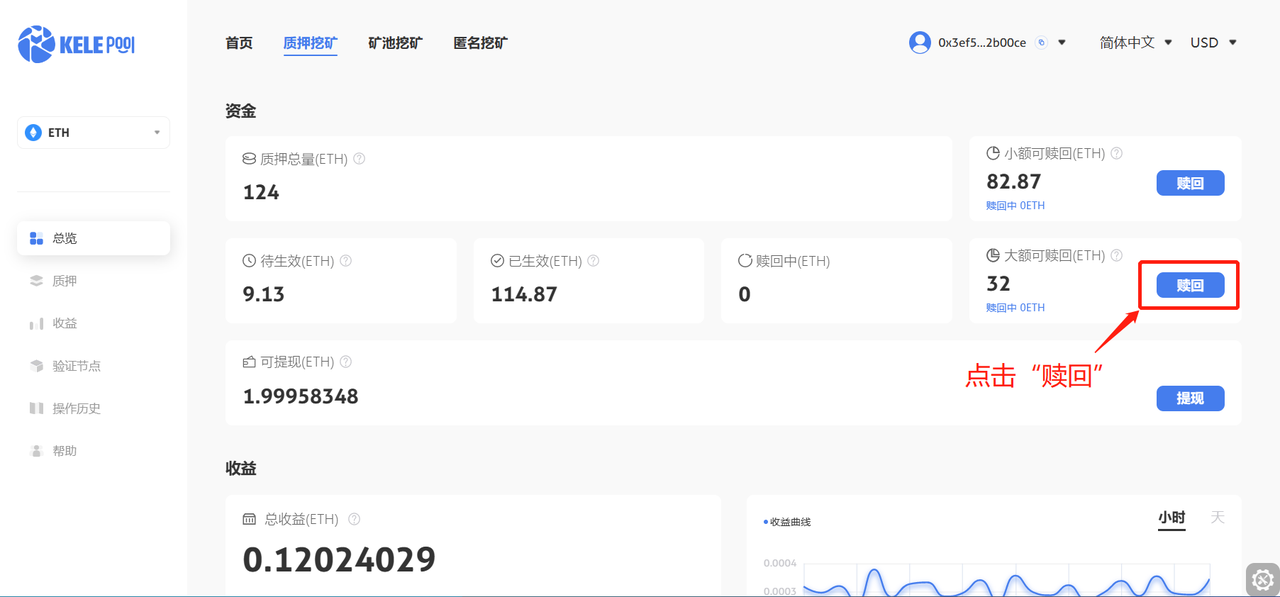 KELE POOL
首页 质押挖矿 矿池挖矿 匿名挖矿
0x3ef5...2b00ce 简体中文 USD
ETH
总览
质押
收益
验证节点
操作历史
帮助
资金
质押总量(ETH)
124
小额可赎回(ETH)
82.87
赎回中 0ETH
赎回
待生效(ETH)
9.13
已生效(ETH)
114.87
赎回中(ETH)
0
大额可赎回(ETH)
32
赎回中 0ETH
赎回
点击“赎回”
可提现(ETH)
1.99958348
提现
收益
总收益(ETH)
0.12024029
收益曲线
小时 天
0.0004
0.0003